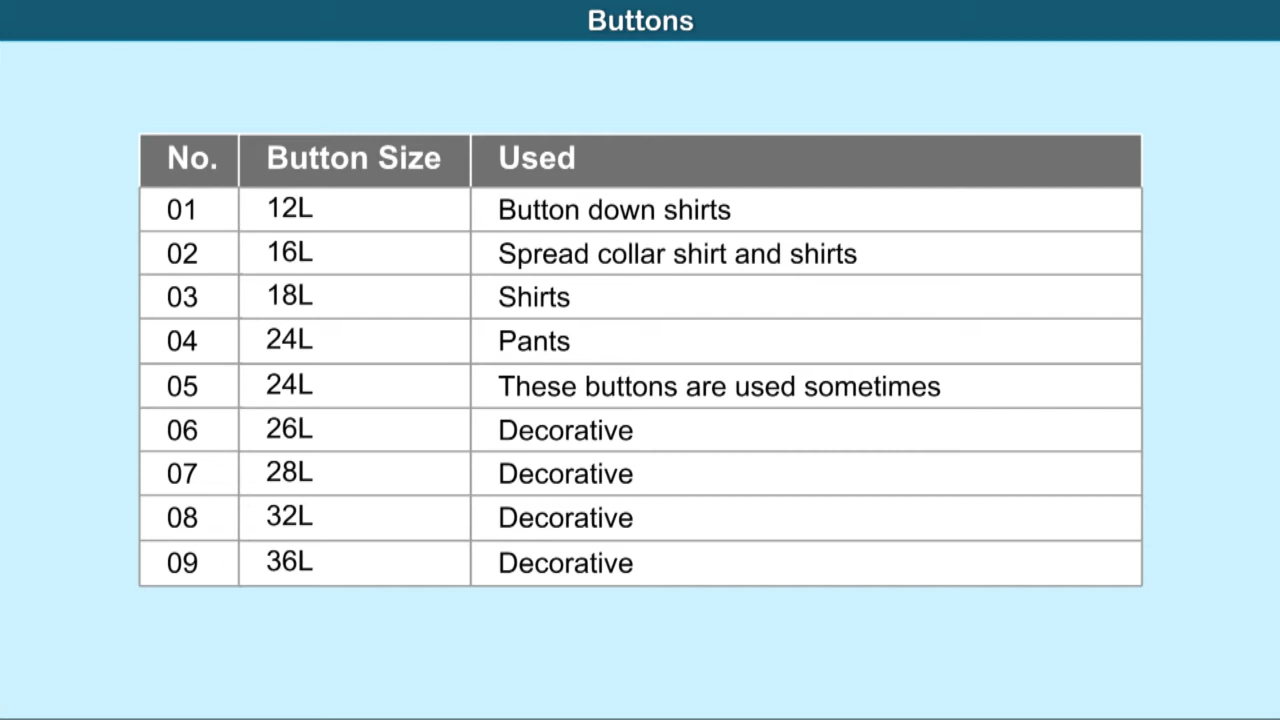 Buttons
No. Button Size Used
01 12L Button down shirts
02 16L Spread collar shirt and shirts
03 18L Shirts
04 24L Pants
05 24L These buttons are used sometimes
06 26L Decorative
07 28L Decorative
08 32L Decorative
09 36L Decorative